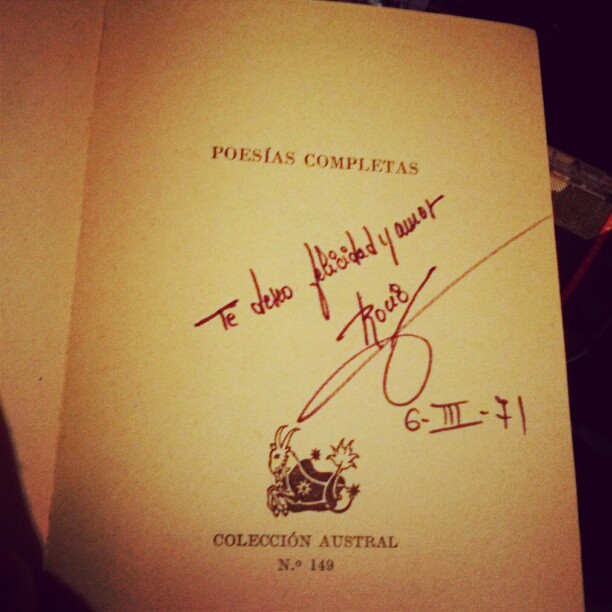 POESÍAS COMPLETAS
Te deseo felicidad y amor
6-III-71
COLECCIÓN AUSTRAL
N.º 149